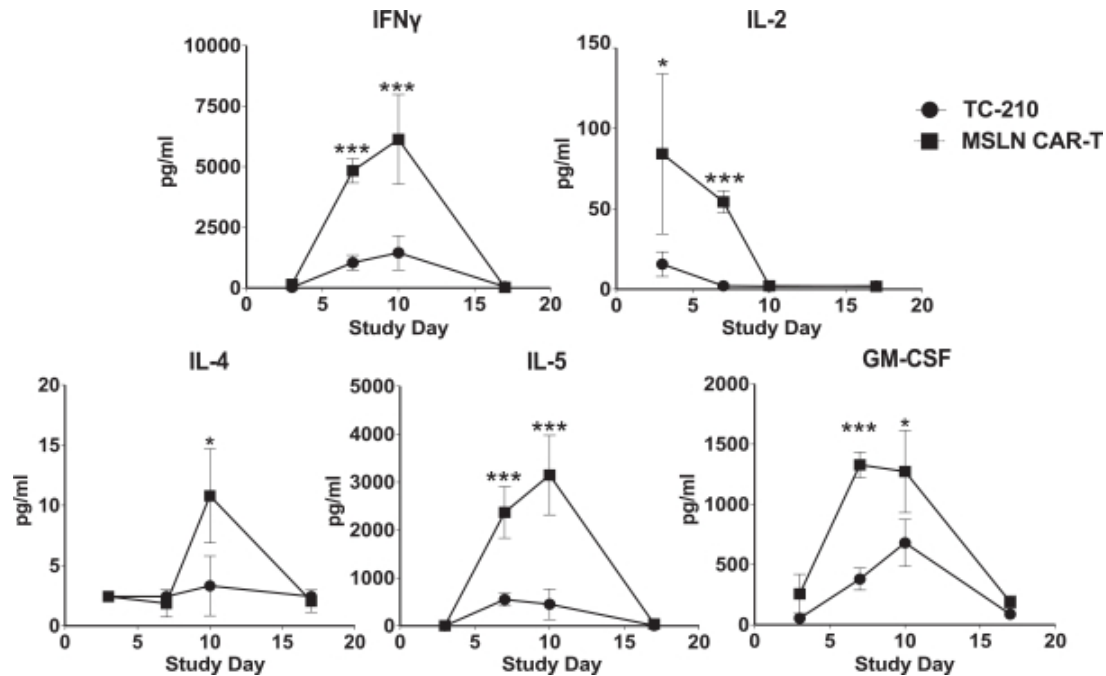 IFNγ
10000
7500
5000
2500
0
pg/ml
***
***
0 5 10 15 20
Study Day
IL-2
150
100
50
0
pg/ml
*
***
0 5 10 15 20
Study Day
TC-210
MSLN CAR-T
IL-4
20
15
10
5
0
pg/ml
*
0 5 10 15 20
Study Day
IL-5
5000
4000
3000
2000
1000
0
pg/ml
***
***
0 5 10 15 20
Study Day
GM-CSF
2000
1500
1000
500
0
pg/ml
***
*
0 5 10 15 20
Study Day